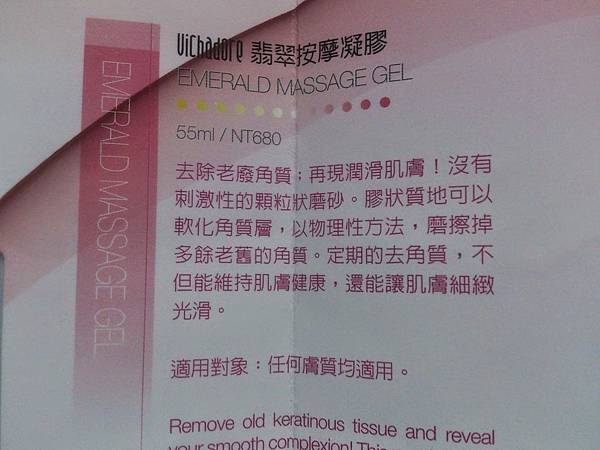 Vichadore 翡翠按摩凝膠
EMERALD MASSAGE GEL
EMERALD MASSAGE GEL
55ml / NT680
去除老廢角質；再現潤滑肌膚！沒有
刺激性的顆粒狀磨砂。膠狀質地可以
軟化角質層，以物理性方法，磨擦掉
多餘老舊的角質。定期的去角質，不
但能維持肌膚健康，還能讓肌膚細緻
光滑。
適用對象：任何膚質均適用。
Remove old keratinous tissue and reveal
your smooth complexion! This